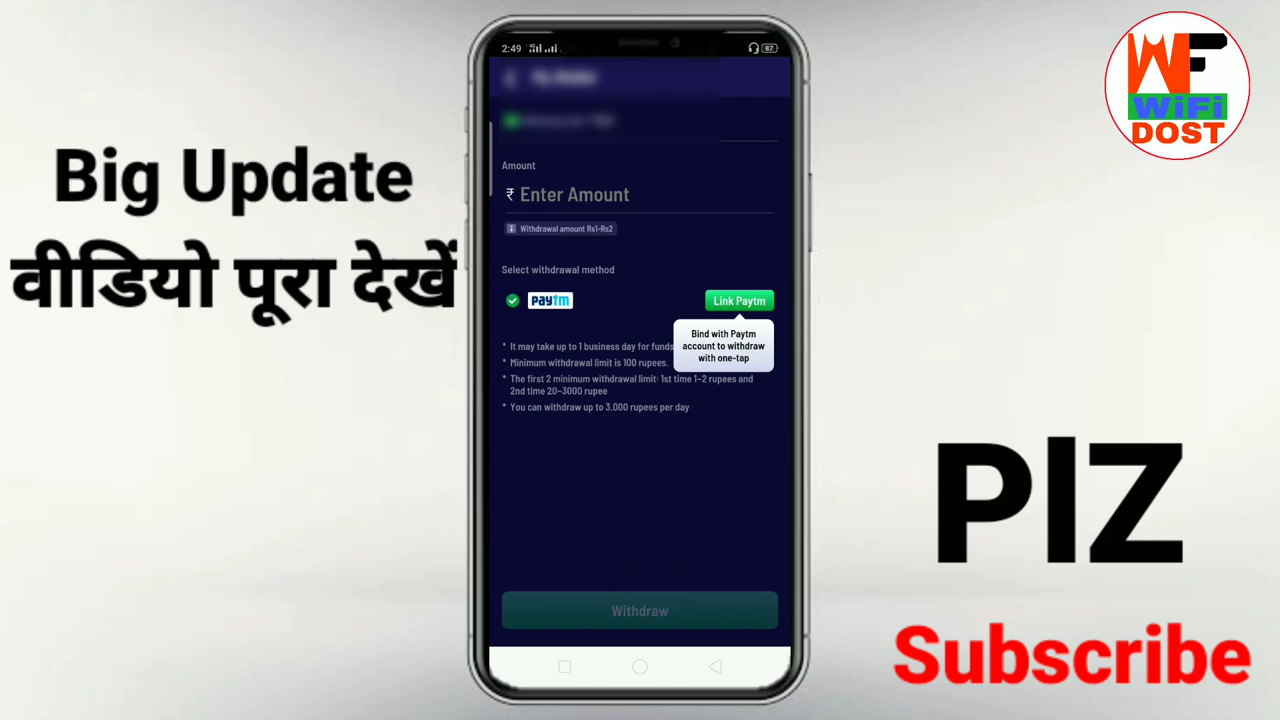 Big Update
वीडियो पूरा देखें
2:49
87
Amount
₹ Enter Amount
Withdrawal amount Rs1-Rs2
Select withdrawal method
paytm
Link Paytm
Bind with Paytm
account to withdraw
with one-tap
* It may take up to 1 business day for funds
* Minimum withdrawal limit is 100 rupees.
* The first 2 minimum withdrawal limit: 1st time 1~2 rupees and
2nd time 20~3000 rupee
* You can withdraw up to 3,000 rupees per day
Withdraw
WF
WiFi
DOST
PlZ
Subscribe